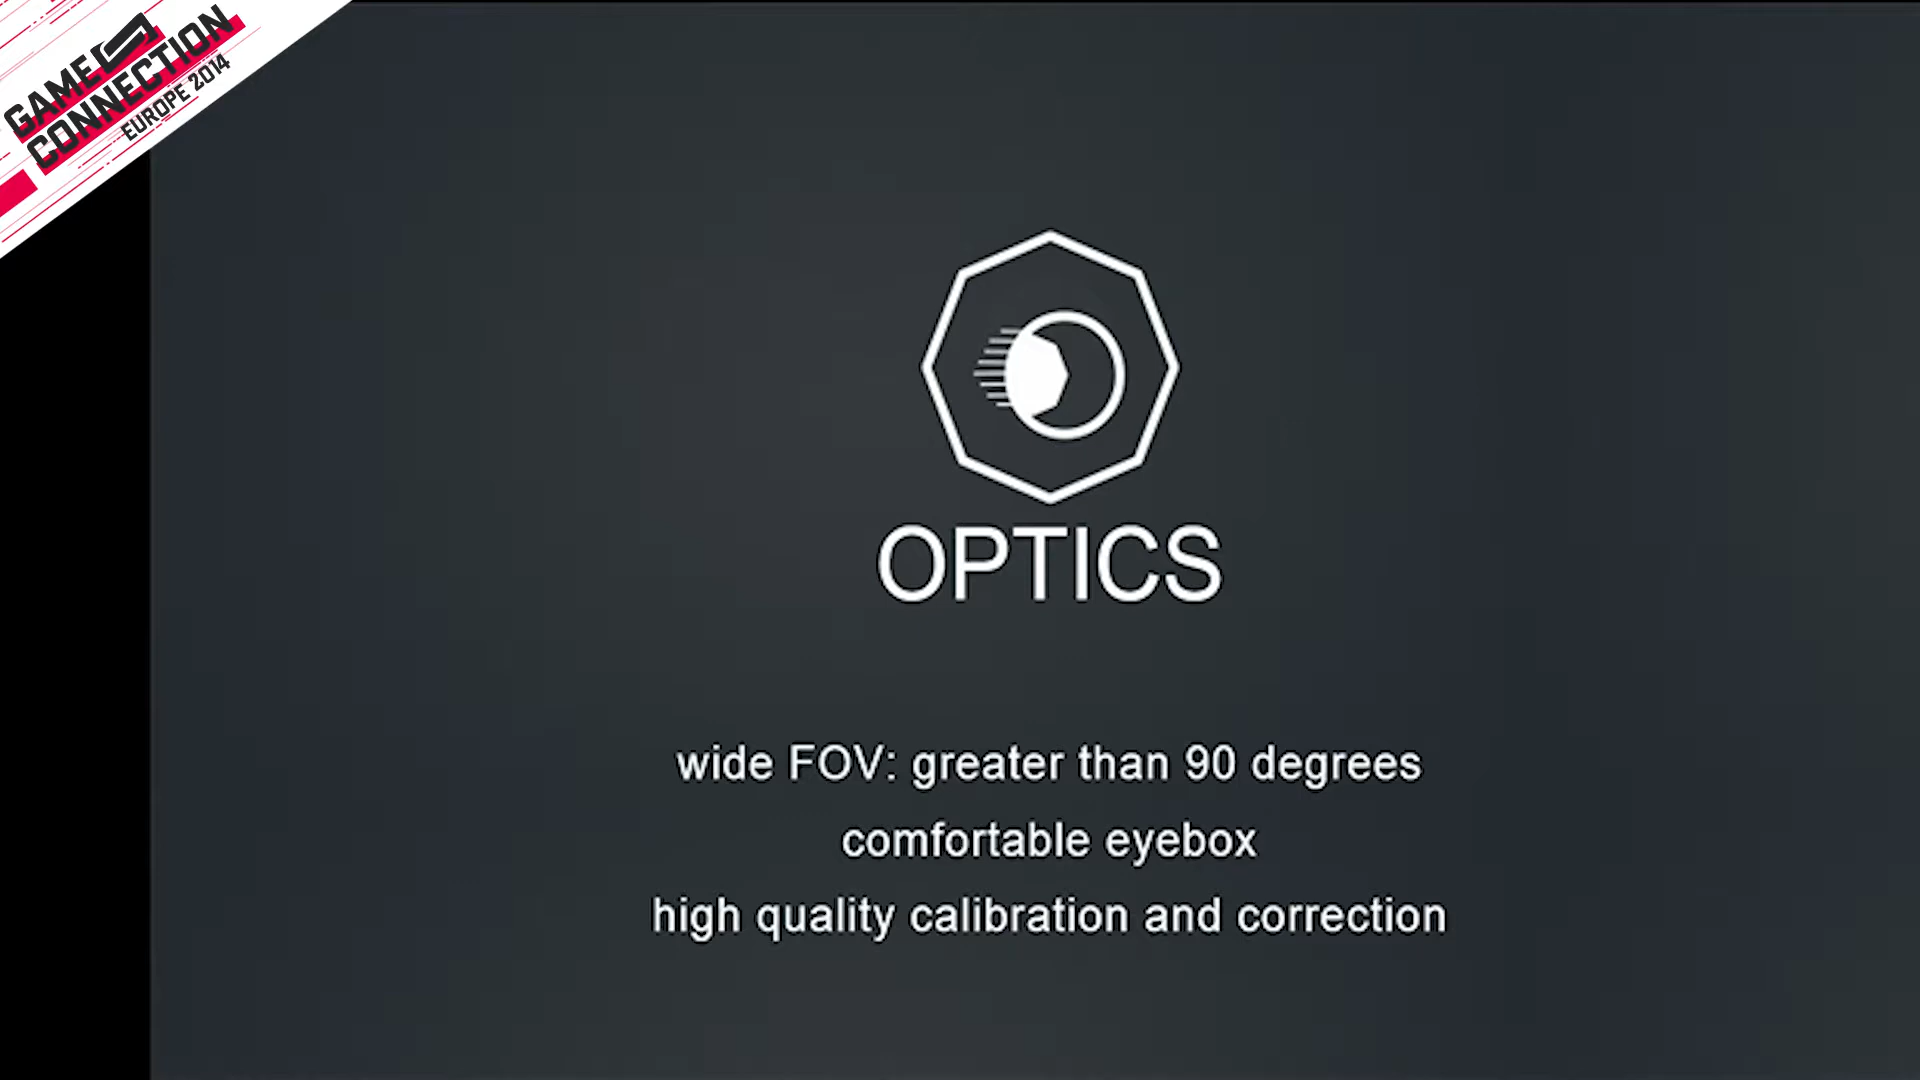 GAME
CONNECTION
EUROPE 2014
OPTICS
wide FOV: greater than 90 degrees
comfortable eyebox
high quality calibration and correction